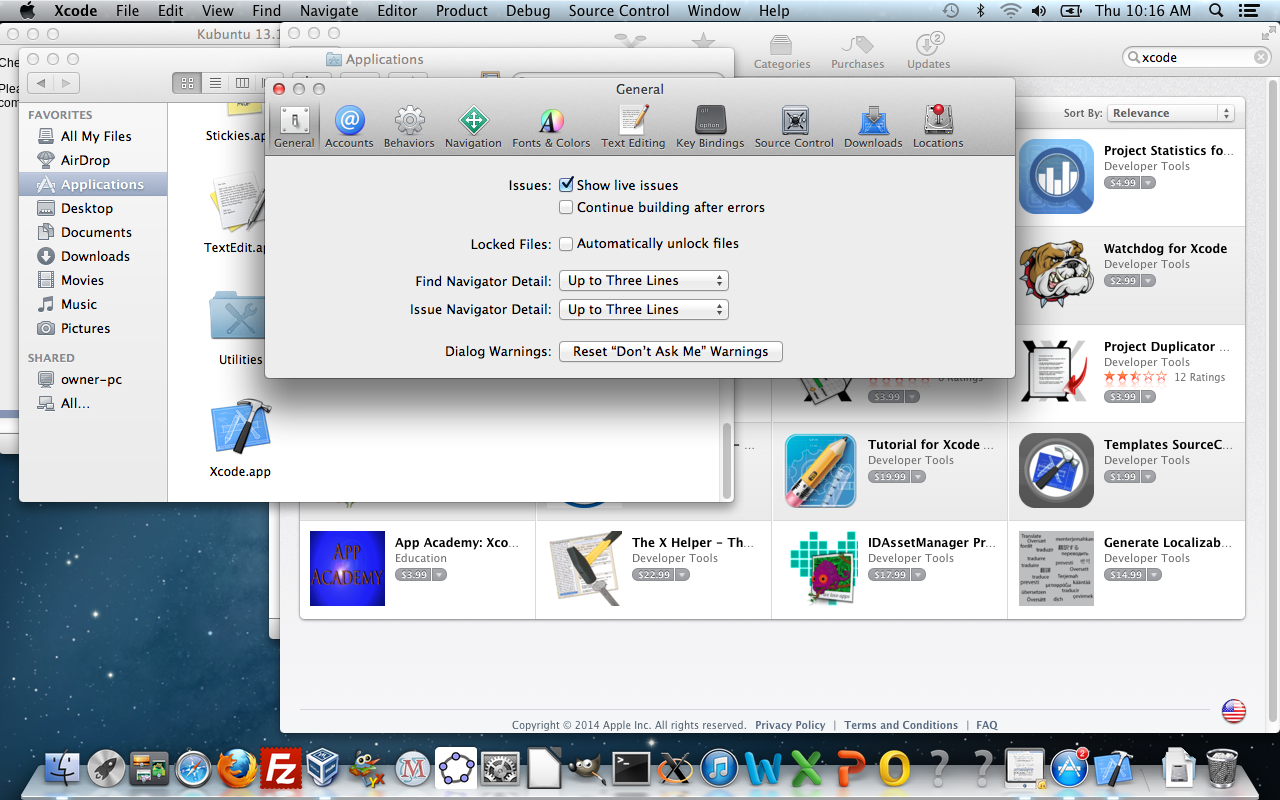 Xcode File Edit View Find Navigate Editor Product Debug Source Control Window Help Thu 10:16 AM
Kubuntu 13.1
Applications
Categories Purchases Updates
2
xcode
General
General Accounts Behaviors Navigation Fonts & Colors Text Editing Key Bindings Source Control Downloads Locations
alt
option
Issues: Show live issues
Continue building after errors
Locked Files: Automatically unlock files
Find Navigator Detail: Up to Three Lines
Issue Navigator Detail: Up to Three Lines
Dialog Warnings: Reset “Don’t Ask Me” Warnings
Che
Plea
com
FAVORITES
All My Files
AirDrop
Applications
Desktop
Documents
Downloads
Movies
Music
Pictures
SHARED
owner-pc
All...
Stickies.ap
TextEdit.ap
Utilities
Xcode.app
Sort By: Relevance
Project Statistics fo...
Developer Tools
$4.99
Watchdog for Xcode
Developer Tools
$2.99
Project Duplicator ...
Developer Tools
12 Ratings
$3.99
$3.99
Tutorial for Xcode ...
Developer Tools
$19.99
Templates SourceC...
Developer Tools
$1.99
App Academy: Xco...
Education
$3.99
APP
ACADEMY
The X Helper - Th...
Developer Tools
$22.99
IDAssetManager Pr...
Developer Tools
$17.99
Generate Localizab...
Developer Tools
$14.99
Copyright © 2014 Apple Inc. All rights reserved. Privacy Policy | Terms and Conditions | FAQ
2